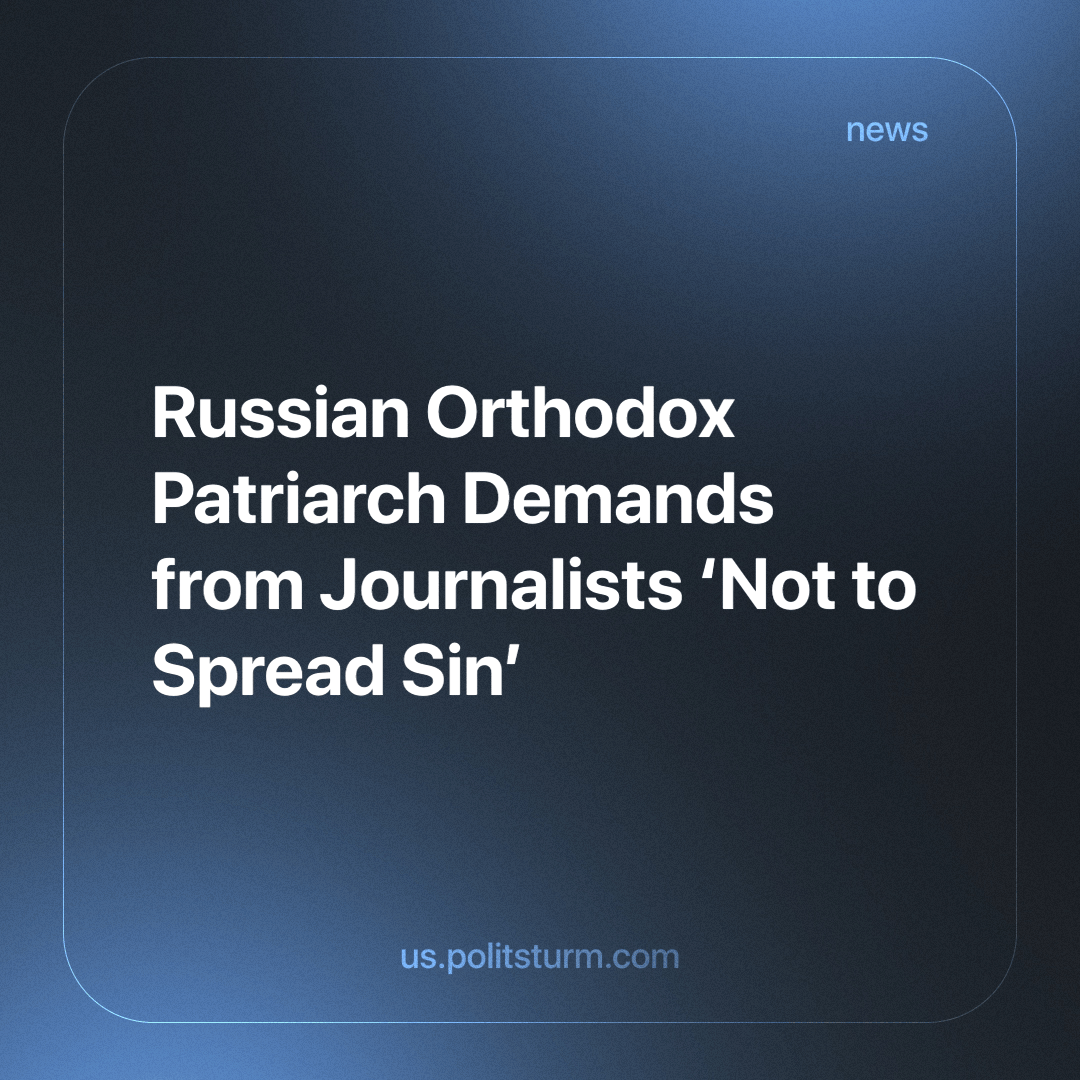 news
Russian Orthodox
Patriarch Demands
from Journalists ‘Not to
Spread Sin’
us.politsturm.com